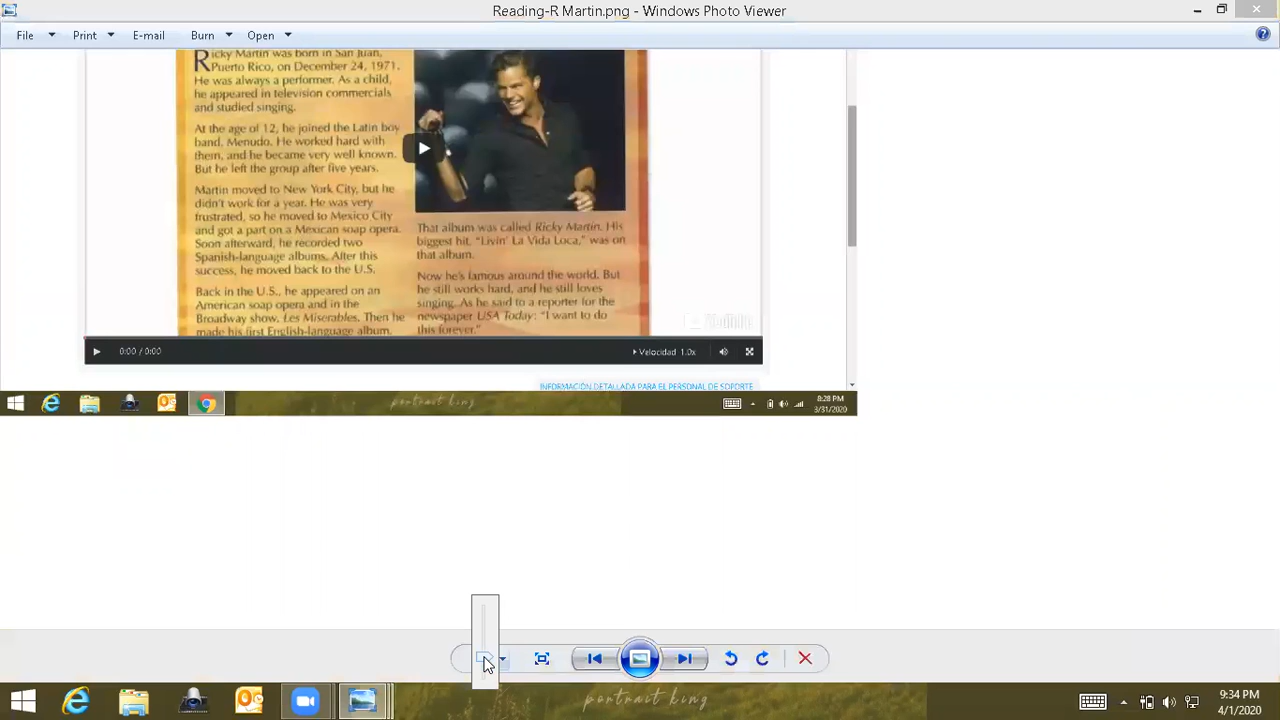 Reading-R Martin.png - Windows Photo Viewer
File Print E-mail Burn Open
Ricky Martin was born in San Juan,
Puerto Rico, on December 24, 1971.
He was always a performer. As a child,
he appeared in television commercials
and studied singing.
At the age of 12, he joined the Latin boy
band, Menudo. He worked hard with
them, and he became very well known.
But he left the group after five years.
Martin moved to New York City, but he
didn't work for a year. He was very
frustrated, so he moved to Mexico City
and got a part on a Mexican soap opera.
Soon afterward, he recorded two
Spanish-language albums. After this
success, he moved back to the U.S.
Back in the U.S., he appeared on an
American soap opera and in the
Broadway show, Les Miserables. Then he
made his first English-language album.
That album was called Ricky Martin. His
biggest hit, "Livin' La Vida Loca," was on
that album.
Now he's famous around the world. But
he still works hard, and he still loves
singing. As he said to a reporter for the
newspaper USA Today: "I want to do
this forever."
0:00 / 0:00
Velocidad 1.0x
INFORMACIÓN DETALLADA PARA EL PERSONAL DE SOPORTE
portrait king
8:28 PM
3/31/2020
portrait king
9:34 PM
4/1/2020